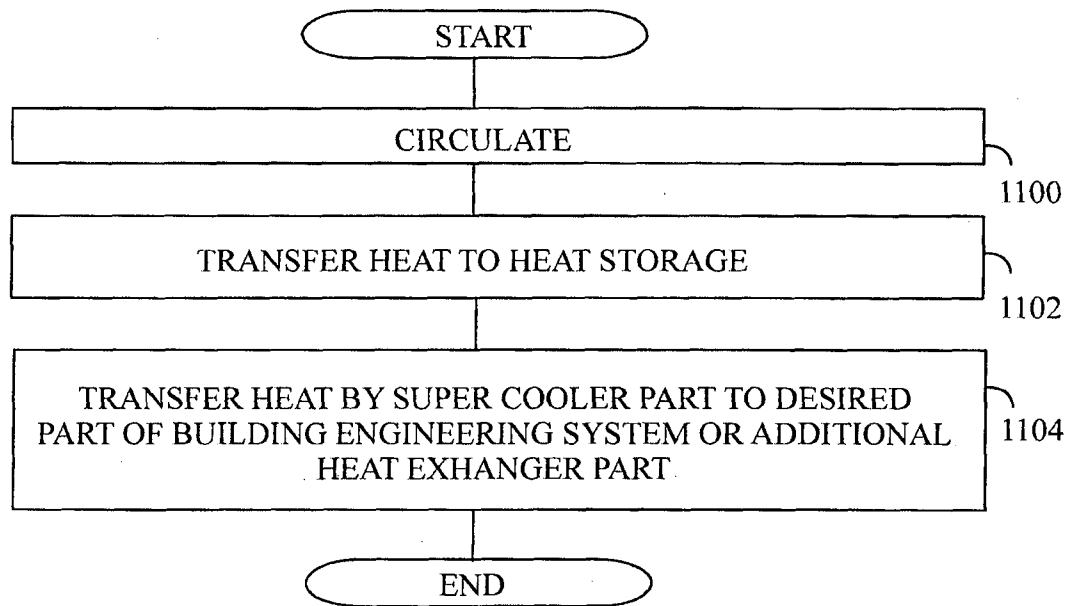 START
CIRCULATE
1100
TRANSFER HEAT TO HEAT STORAGE
1102
TRANSFER HEAT BY SUPER COOLER PART TO DESIRED
PART OF BUILDING ENGINEERING SYSTEM OR ADDITIONAL
HEAT EXHANGER PART
1104
END